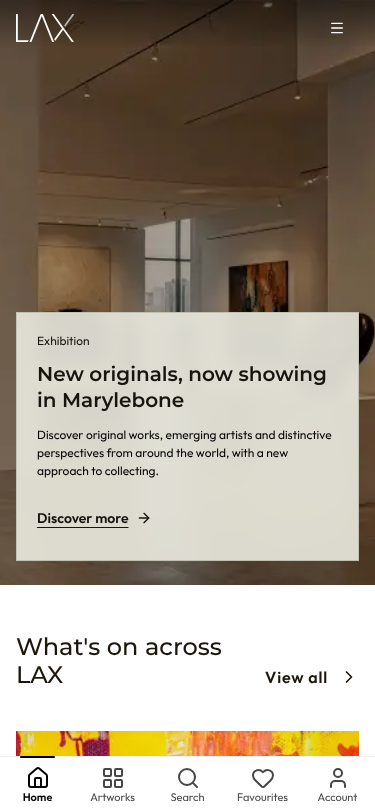 LAX
Exhibition
New originals, now showing
in Marylebone
Discover original works, emerging artists and distinctive
perspectives from around the world, with a new
approach to collecting.
Discover more
What's on across
LAX
View all
Home
Artworks
Search
Favourites
Account